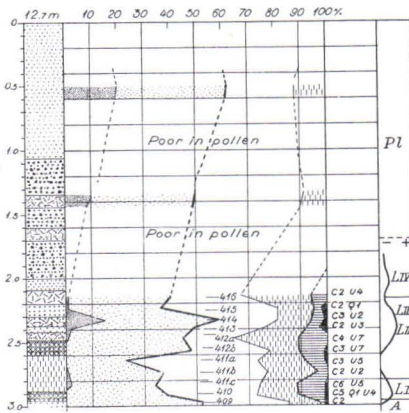 12.7m 10 20 30 40 50 60 70 80 90 100%
0
0.5
Poor in pollen
Pl
1.0
1.5
Poor in pollen
2.0
416 C2 U4
415 C2 Q1
414 C3 U2
413 C2 U3
412a C4 U7
2.5
412b C3 U7
411a C3 U5
411b C2 U2
411c C6 U8
410 C5 Q1 U4
3.0
409 C2
A